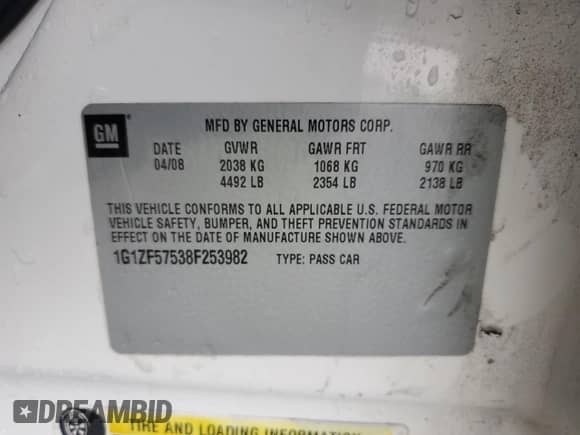 GM
MFD BY GENERAL MOTORS CORP.
DATE GVWR GAWR FRT GAWR RR
04/08 2038 KG 1068 KG 970 KG
4492 LB 2354 LB 2138 LB
THIS VEHICLE CONFORMS TO ALL APPLICABLE U.S. FEDERAL MOTOR
VEHICLE SAFETY, BUMPER, AND THEFT PREVENTION STANDARDS IN
EFFECT ON THE DATE OF MANUFACTURE SHOWN ABOVE.
1G1ZF57538F253982 TYPE: PASS CAR
TIRE AND LOADING INFORMATION
DREAMBID